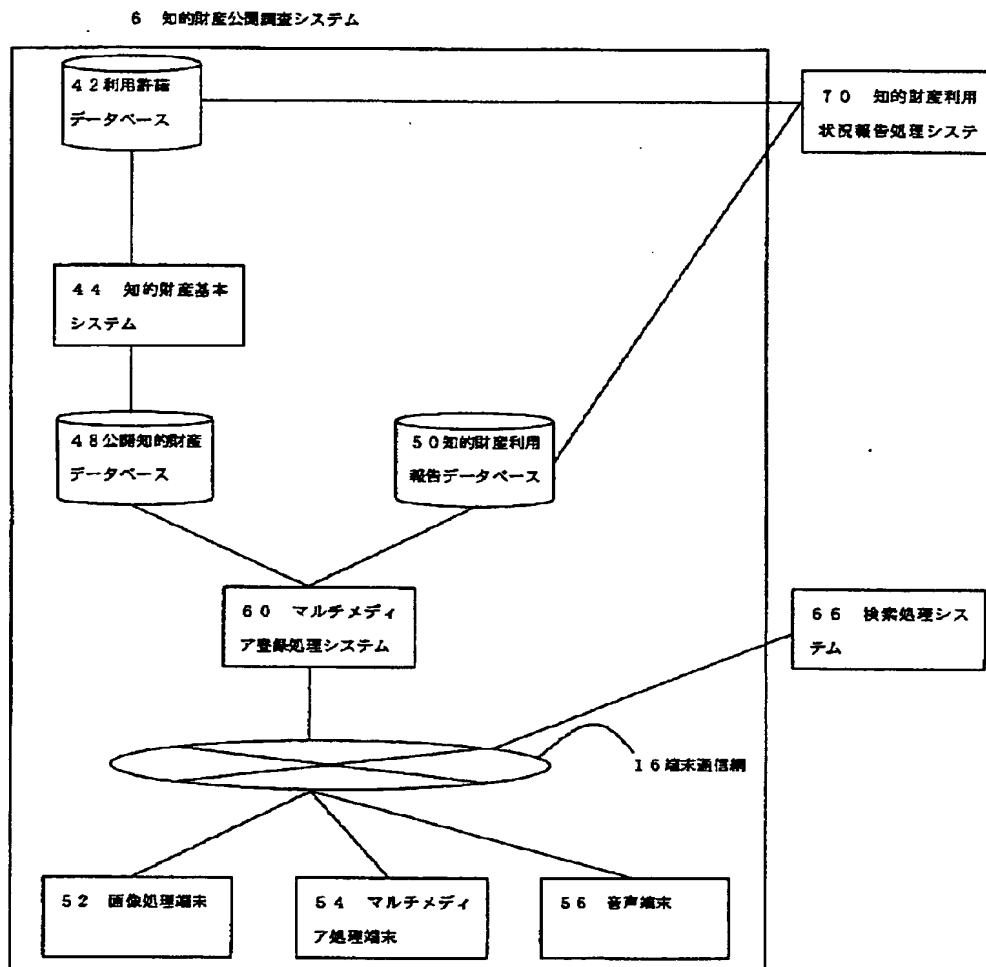 6 知的財産公開調査システム
42利用許諾
データベース
70 知的財産利用
状況報告処理システ
44 知的財産基本
システム
48公開知的財産
データベース
50知的財産利用
報告データベース
60 マルチメディ
ア登録処理システム
66 検索処理シス
テム
16端末通信網
52 画像処理端末
54 マルチメディ
ア処理端末
56 音声端末